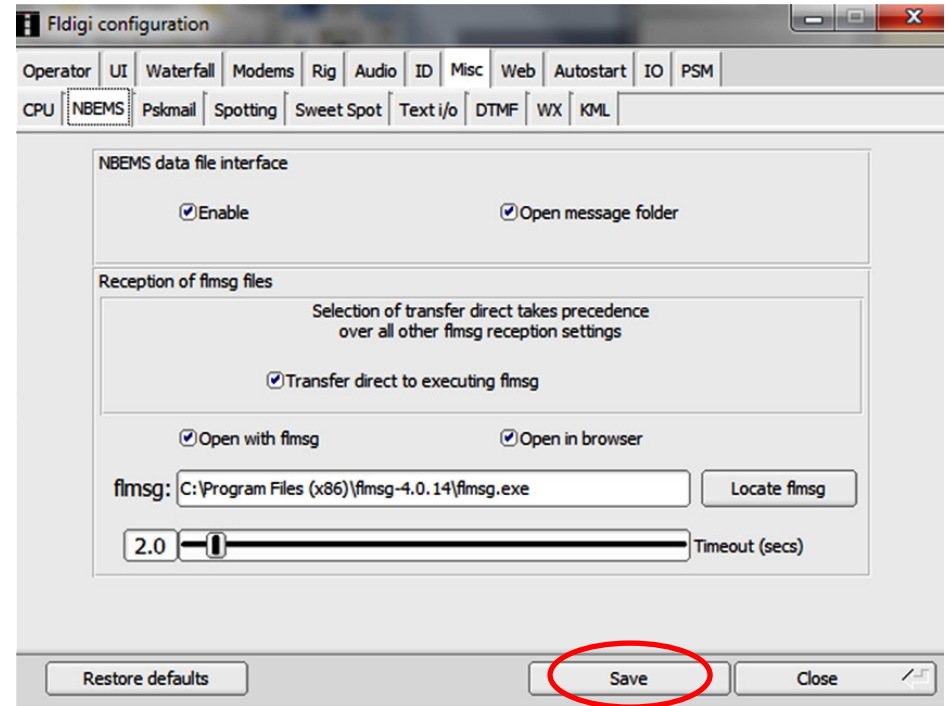 Fldigi configuration
Operator UI Waterfall Modems Rig Audio ID Misc Web Autostart IO PSM
CPU NBEMS Pskmail Spotting Sweet Spot Text i/o DTMF WX KML
NBEMS data file interface
Enable Open message folder
Reception of flmsg files
Selection of transfer direct takes precedence
over all other flmsg reception settings
Transfer direct to executing flmsg
Open with flmsg Open in browser
flmsg: C:\Program Files (x86)\flmsg-4.0.14\flmsg.exe Locate flmsg
2.0 Timeout (secs)
Restore defaults Save Close